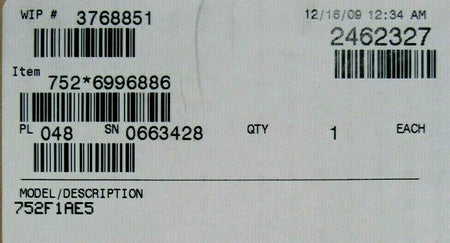 WIP # 3768851 12/16/09 12:34 AM
2462327
Item
752*6996886
PL 048 SN 0663428 QTY 1 EACH
MODEL/DESCRIPTION
752F1AE5